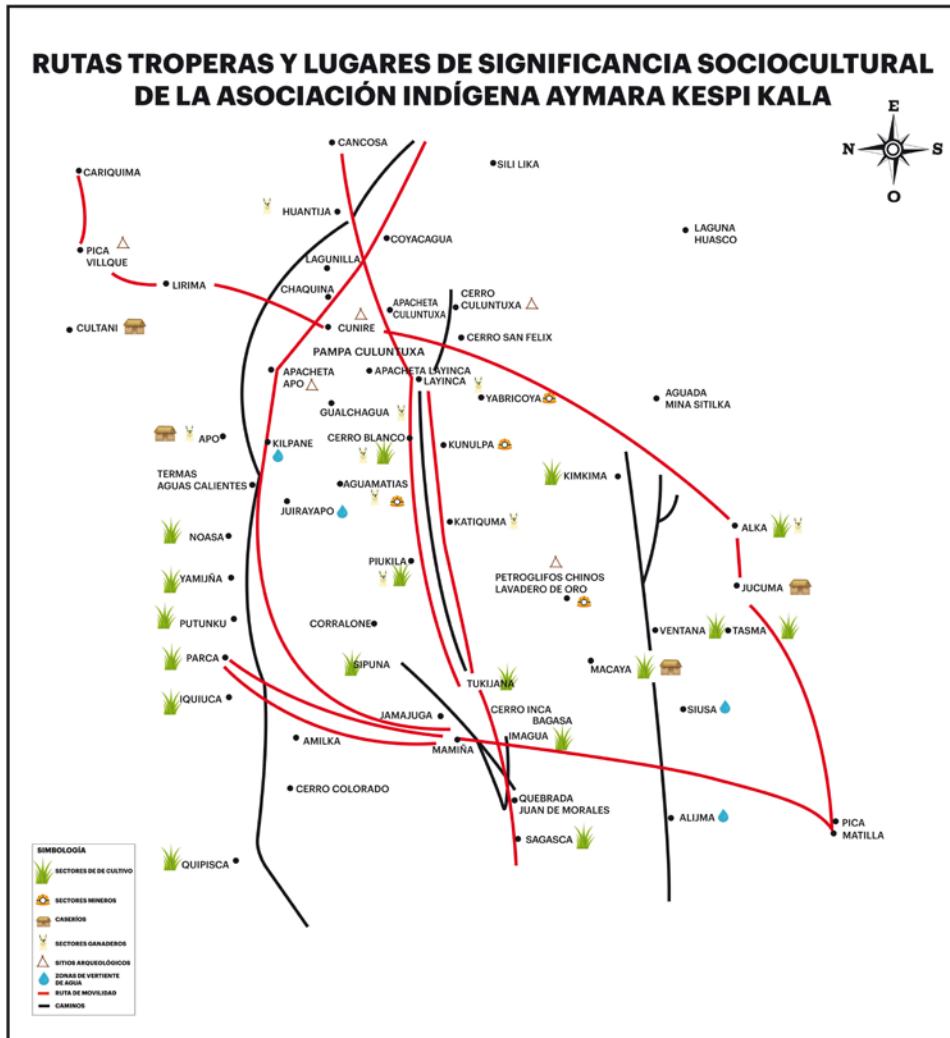 RUTAS TROPERAS Y LUGARES DE SIGNIFICANCIA SOCIOCULTURAL
DE LA ASOCIACIÓN INDÍGENA AYMARA KESPI KALA
E
N
S
O
CANCOSA
SILI LIKA
CARIQUIMA
HUANTIJA
LAGUNA
HUASCO
COYACAGUA
PICA
VILLQUE
LAGUNILLA
LIRIMA
CHAQUINA
CERRO
CULUNTUXA
APACHETA
CULUNTUXA
CULTANI
CUNIRE
CERRO SAN FELIX
PAMPA CULUNTUXA
APACHETA
APO
APACHETA LAYINCA
LAYINCA
YABRICOYA
AGUADA
MINA SITILKA
GUALCHAGUA
APO
KILPANE
CERRO BLANCO
KUNULPA
TERMAS
AGUAS CALIENTES
AGUAMATIAS
KIMKIMA
JUIRAYAPO
KATIQUMA
ALKA
NOASA
PIUKILA
YAMIJÑA
PETROGLIFOS CHINOS
LAVADERO DE ORO
JUCUMA
PUTUNKU
CORRALONE
VENTANA
TASMA
PARCA
SIPUNA
MACAYA
TUKIJANA
IQUIUCA
CERRO INCA
BAGASA
SIUSA
JAMAJUGA
IMAGUA
AMILKA
MAMIÑA
CERRO COLORADO
QUEBRADA
JUAN DE MORALES
ALIJMA
PICA
MATILLA
SAGASCA
QUIPISCA
SIMBOLOGÍA
SECTORES DE DE CULTIVO
SECTORES MINEROS
CASERÍOS
SECTORES GANADEROS
SITIOS ARQUEOLÓGICOS
ZONAS DE VERTIENTE
DE AGUA
RUTA DE MOVILIDAD
CAMINOS